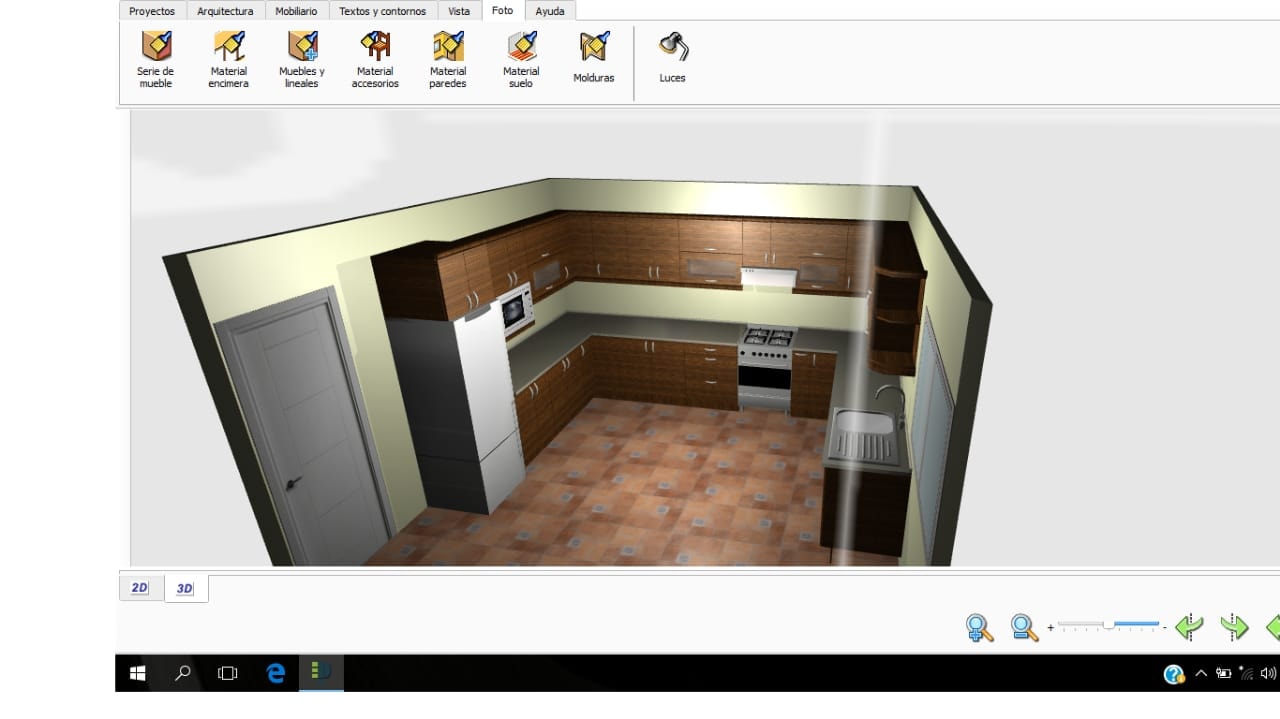 Proyectos Arquitectura Mobiliario Textos y contornos Vista Foto Ayuda
Serie de mueble
Material encimera
Muebles y lineales
Material accesorios
Material paredes
Material suelo
Molduras
Luces
2D 3D
+ -